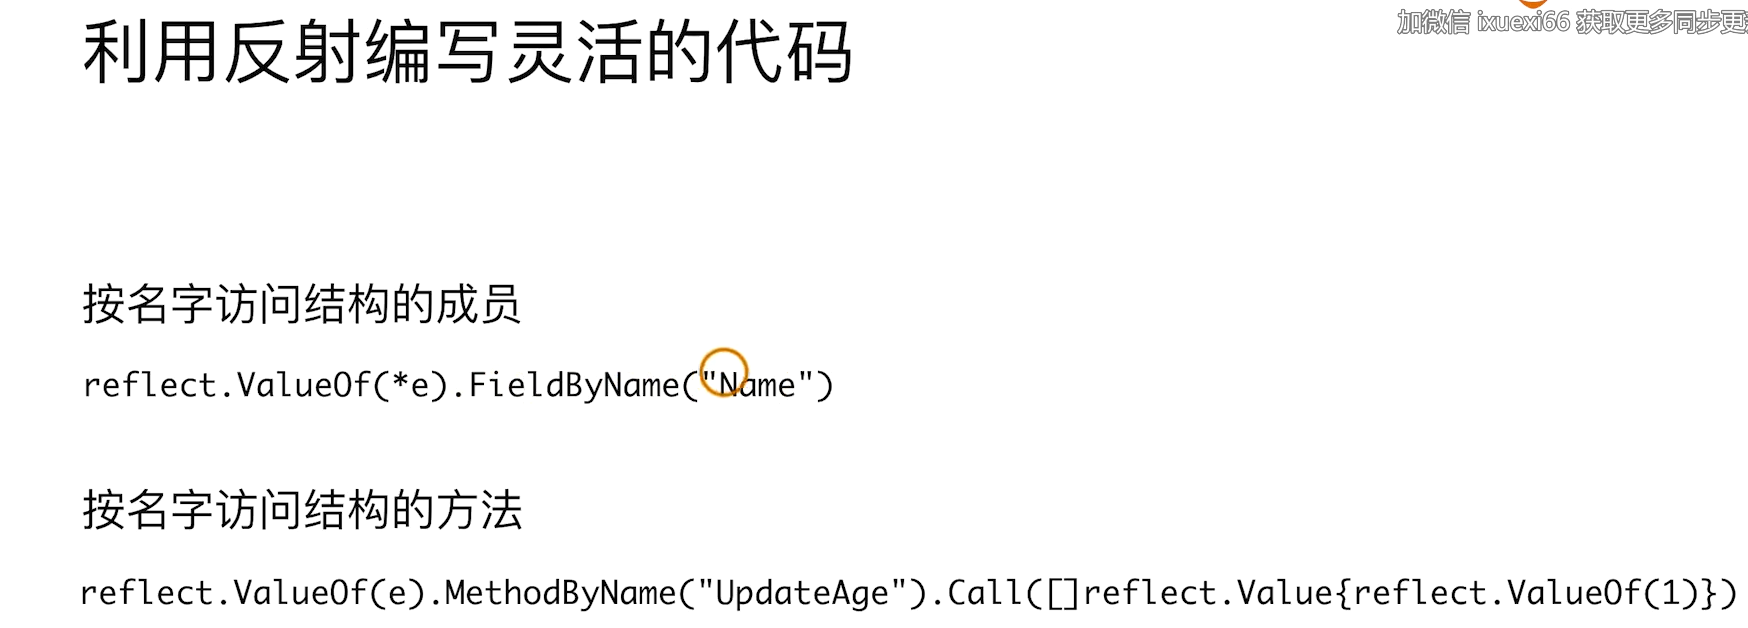 加微信 ixuexi66 获取更多同步更
利用反射编写灵活的代码
按名字访问结构的成员
reflect.ValueOf(*e).FieldByName("Name")
按名字访问结构的方法
reflect.ValueOf(e).MethodByName("UpdateAge").Call([]reflect.Value{reflect.ValueOf(1)})